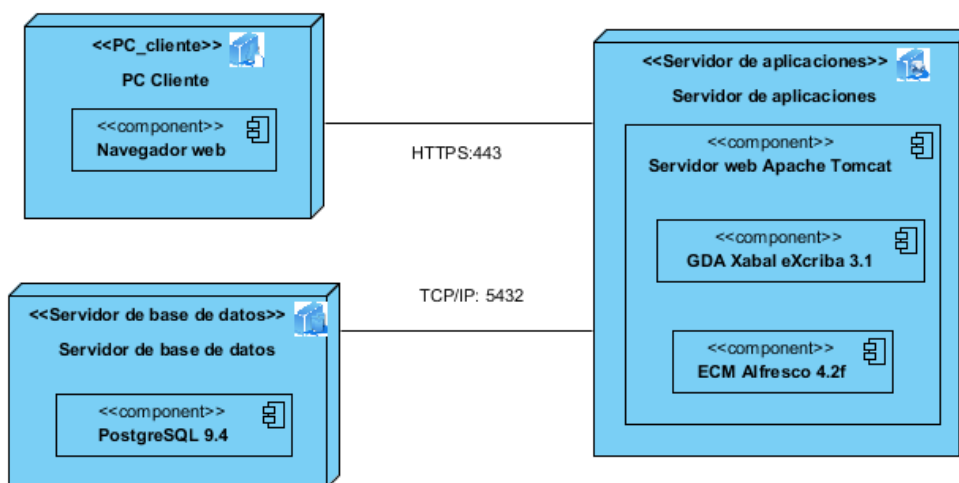 <<PC_cliente>>
PC Cliente
<<component>>
Navegador web
HTTPS:443
<<Servidor de aplicaciones>>
Servidor de aplicaciones
<<component>>
Servidor web Apache Tomcat
<<component>>
GDA Xabal eXcriba 3.1
<<component>>
ECM Alfresco 4.2f
TCP/IP: 5432
<<Servidor de base de datos>>
Servidor de base de datos
<<component>>
PostgreSQL 9.4